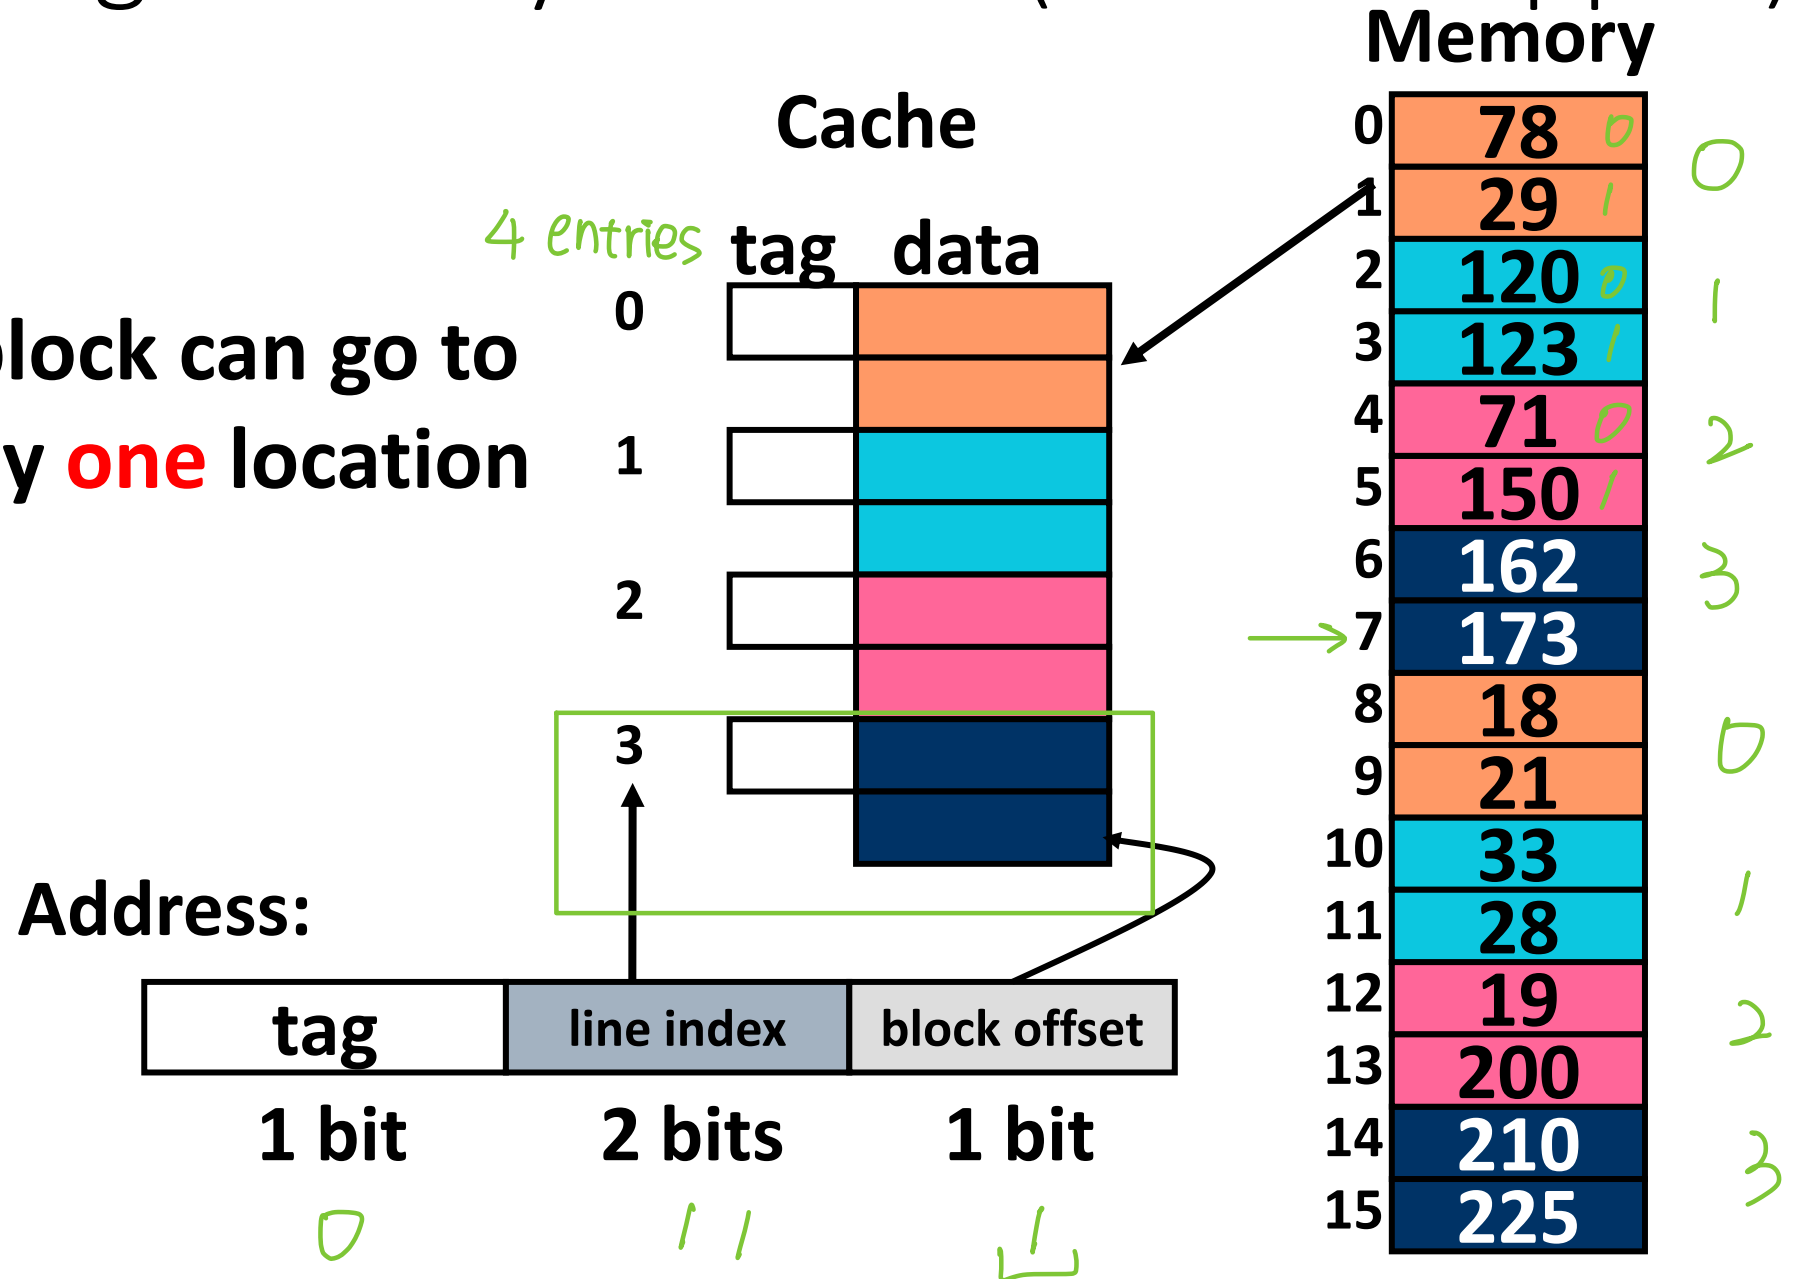 Memory
Cache
4 entries tag data
block can go to
one location
0
1
2
3
Address:
tag line index block offset
1 bit 2 bits 1 bit
0 1 1 1
0 78 0
1 29 1
0
2 120 0
3 123 1
1
4 71 0
5 150 1
2
6 162
7 173
3
8 18
9 21
0
10 33
11 28
1
12 19
13 200
2
14 210
15 225
3